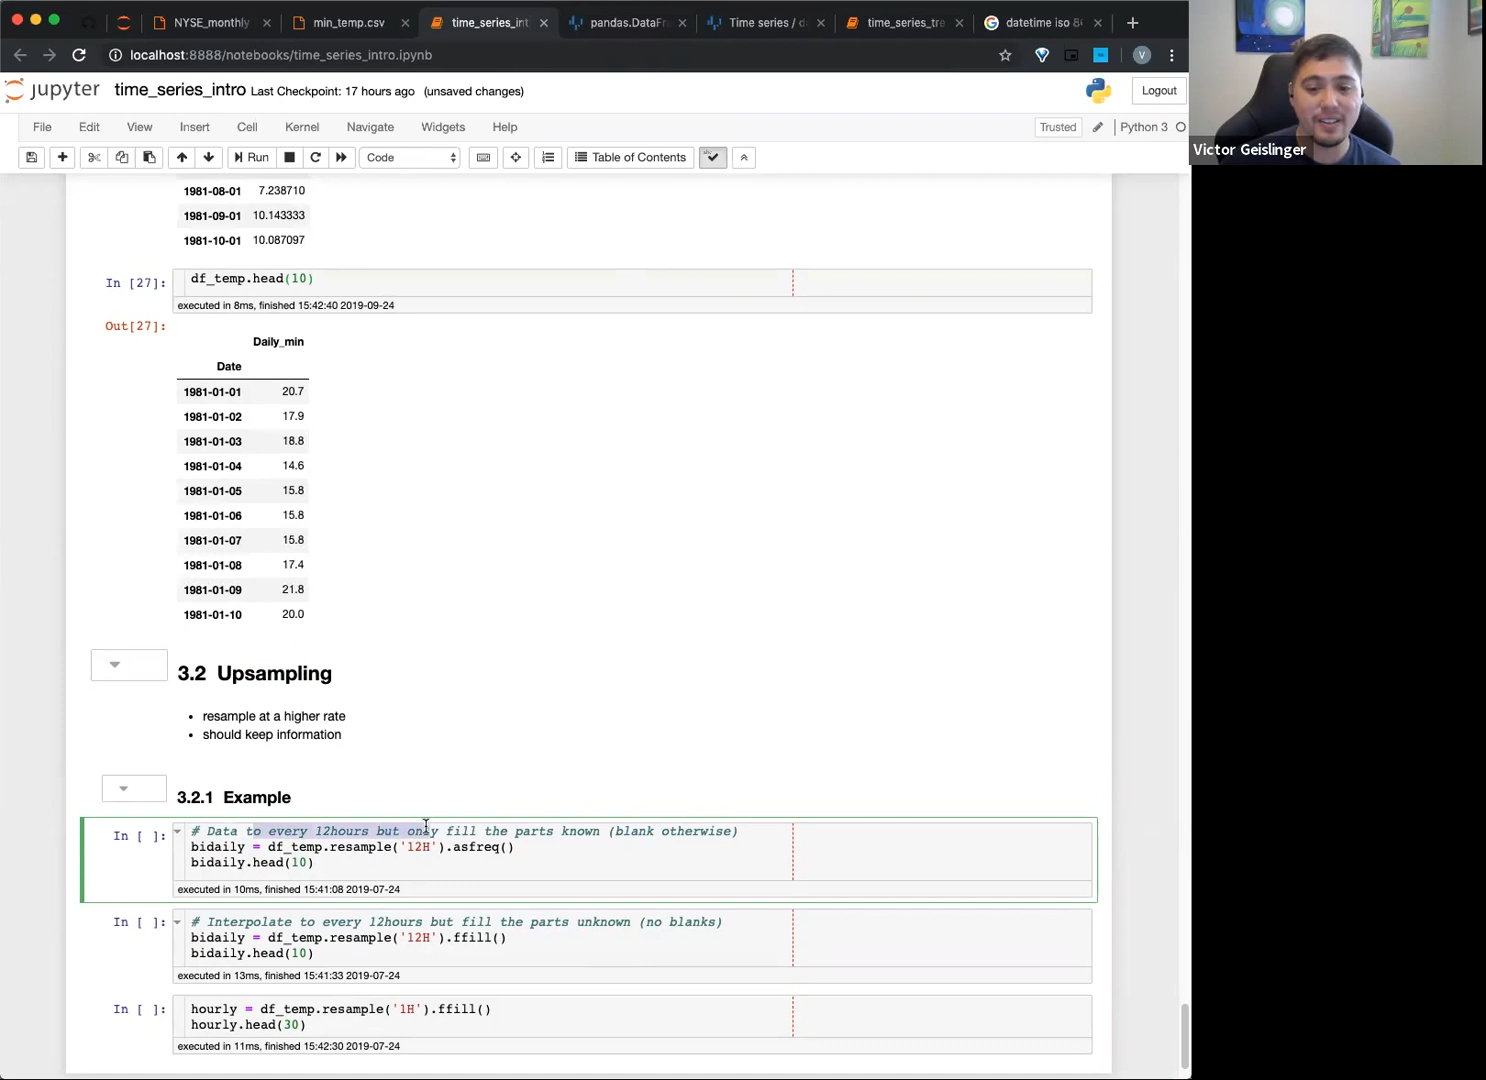 NYSE_monthly
min_temp.csv
time_series_int
pandas.DataFra
Time series / d
time_series_tre
datetime iso 8
localhost:8888/notebooks/time_series_intro.ipynb
V
jupyter time_series_intro Last Checkpoint: 17 hours ago (unsaved changes)
Logout
File Edit View Insert Cell Kernel Navigate Widgets Help
Trusted
Python 3
Run
Code
Table of Contents
Victor Geislinger
1981-08-01 7.238710
1981-09-01 10.143333
1981-10-01 10.087097
In [27]: df_temp.head(10)
executed in 8ms, finished 15:42:40 2019-09-24
Out[27]:
Daily_min
Date
1981-01-01 20.7
1981-01-02 17.9
1981-01-03 18.8
1981-01-04 14.6
1981-01-05 15.8
1981-01-06 15.8
1981-01-07 15.8
1981-01-08 17.4
1981-01-09 21.8
1981-01-10 20.0
3.2 Upsampling
• resample at a higher rate
• should keep information
3.2.1 Example
In [ ]: # Data to every 12hours but only fill the parts known (blank otherwise)
bidaily = df_temp.resample('12H').asfreq()
bidaily.head(10)
executed in 10ms, finished 15:41:08 2019-07-24
In [ ]: # Interpolate to every 12hours but fill the parts unknown (no blanks)
bidaily = df_temp.resample('12H').ffill()
bidaily.head(10)
executed in 13ms, finished 15:41:33 2019-07-24
In [ ]: hourly = df_temp.resample('1H').ffill()
hourly.head(30)
executed in 11ms, finished 15:42:30 2019-07-24